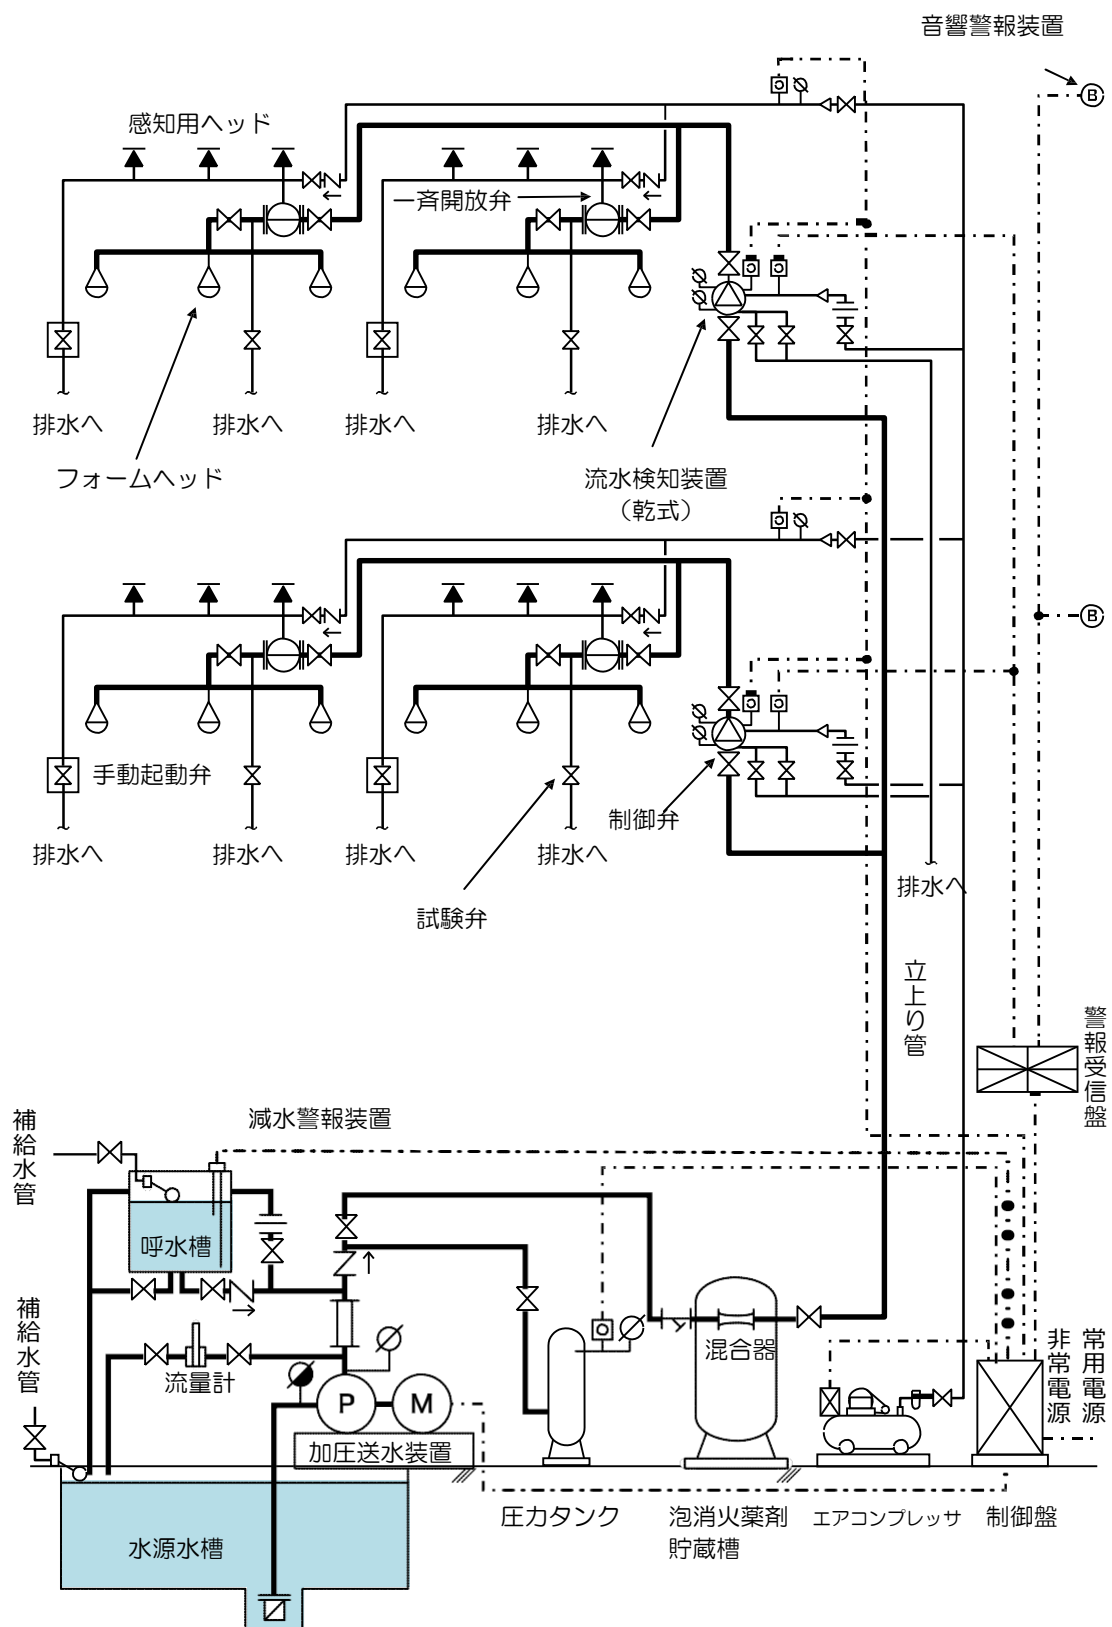 音響警報装置
B
感知用ヘッド
一斉開放弁
排水へ
排水へ
排水へ
排水へ
フォームヘッド
流水検知装置
（乾式）
B
手動起動弁
制御弁
排水へ
排水へ
排水へ
排水へ
排水へ
試験弁
立上り管
警報受信盤
減水警報装置
補給水管
呼水槽
補給水管
流量計
混合器
非常電源
常用電源
P
M
加圧送水装置
圧力タンク
泡消火薬剤
貯蔵槽
エアコンプレッサ
制御盤
水源水槽